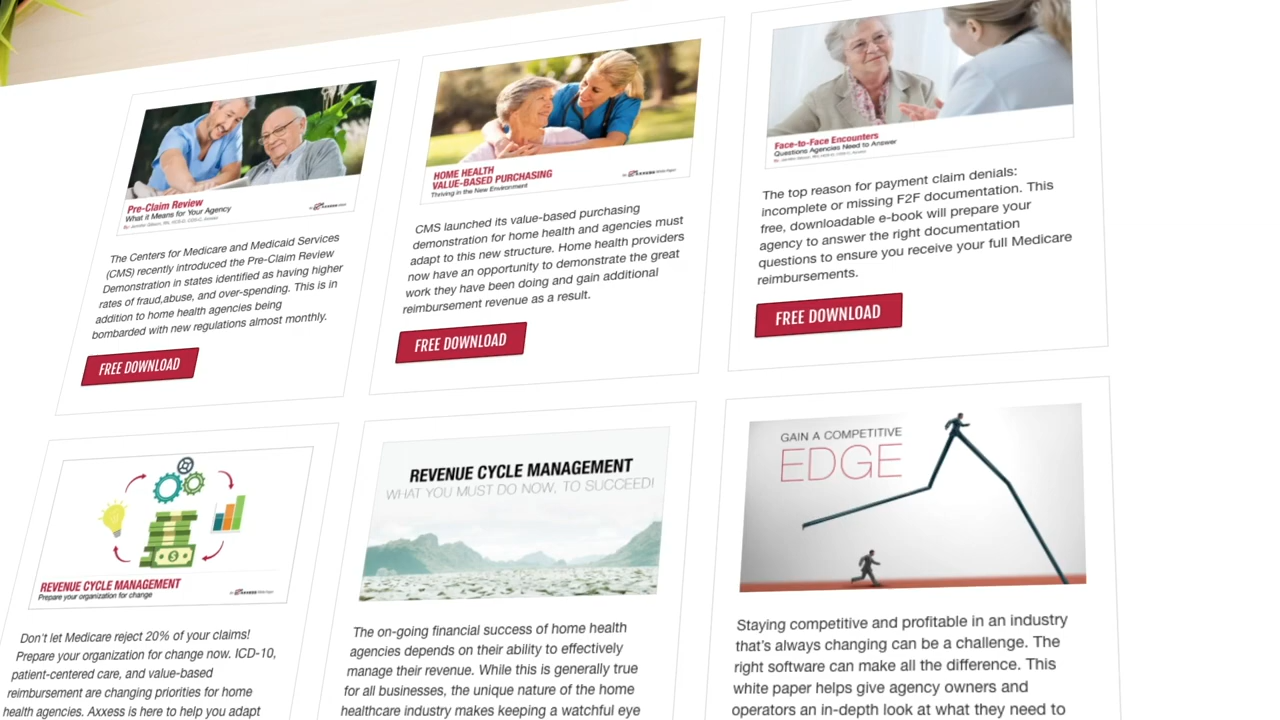 Pre-Claim Review
What it Means for Your Agency
The Centers for Medicare and Medicaid Services
(CMS) recently introduced the Pre-Claim Review
Demonstration in states identified as having higher
rates of fraud,abuse, and over-spending. This is in
addition to home health agencies being
bombarded with new regulations almost monthly.
FREE DOWNLOAD
HOME HEALTH
VALUE-BASED PURCHASING
Thriving in the New Environment
AXXESS
CMS launched its value-based purchasing
demonstration for home health and agencies must
adapt to this new structure. Home health providers
now have an opportunity to demonstrate the great
work they have been doing and gain additional
reimbursement revenue as a result.
FREE DOWNLOAD
Face-to-Face Encounters
Questions Agencies Need to Answer
The top reason for payment claim denials:
incomplete or missing F2F documentation. This
free, downloadable e-book will prepare your
agency to answer the right documentation
questions to ensure you receive your full Medicare
reimbursements.
FREE DOWNLOAD
REVENUE CYCLE MANAGEMENT
Prepare your organization for change
AXXESS
Don't let Medicare reject 20% of your claims!
Prepare your organization for change now. ICD-10,
patient-centered care, and value-based
reimbursement are changing priorities for home
health agencies. Axxess is here to help you adapt
REVENUE CYCLE MANAGEMENT
WHAT YOU MUST DO NOW, TO SUCCEED!
The on-going financial success of home health
agencies depends on their ability to effectively
manage their revenue. While this is generally true
for all businesses, the unique nature of the home
healthcare industry makes keeping a watchful eye
GAIN A COMPETITIVE
EDGE
Staying competitive and profitable in an industry
that's always changing can be a challenge. The
right software can make all the difference. This
white paper helps give agency owners and
operators an in-depth look at what they need to